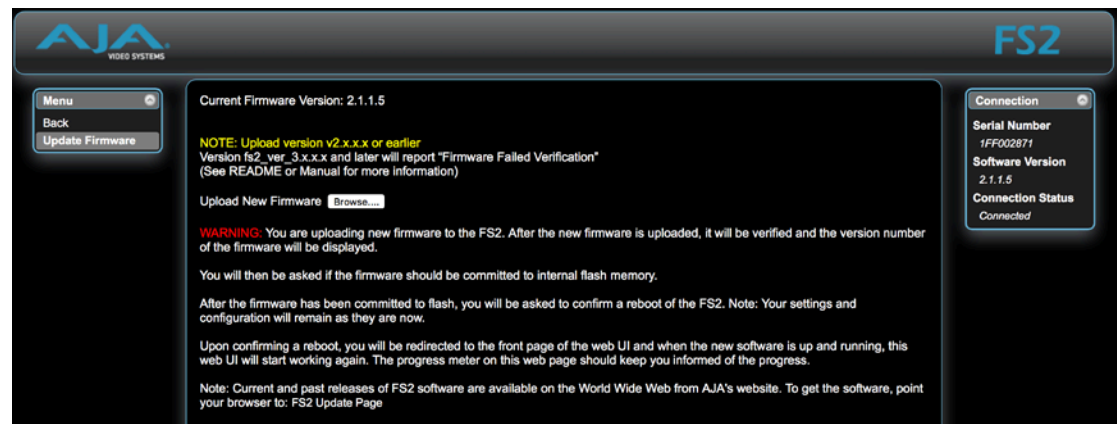 AJA
VIDEO SYSTEMS
FS2
Menu
Back
Update Firmware
Current Firmware Version: 2.1.1.5
NOTE: Upload version v2.x.x.x or earlier
Version fs2_ver_3.x.x.x and later will report "Firmware Failed Verification"
(See README or Manual for more information)
Upload New Firmware Browse....
WARNING: You are uploading new firmware to the FS2. After the new firmware is uploaded, it will be verified and the version number
of the firmware will be displayed.
You will then be asked if the firmware should be committed to internal flash memory.
After the firmware has been committed to flash, you will be asked to confirm a reboot of the FS2. Note: Your settings and
configuration will remain as they are now.
Upon confirming a reboot, you will be redirected to the front page of the web UI and when the new software is up and running, this
web UI will start working again. The progress meter on this web page should keep you informed of the progress.
Note: Current and past releases of FS2 software are available on the World Wide Web from AJA's website. To get the software, point
your browser to: FS2 Update Page
Connection
Serial Number
1FF002871
Software Version
2.1.1.5
Connection Status
Connected